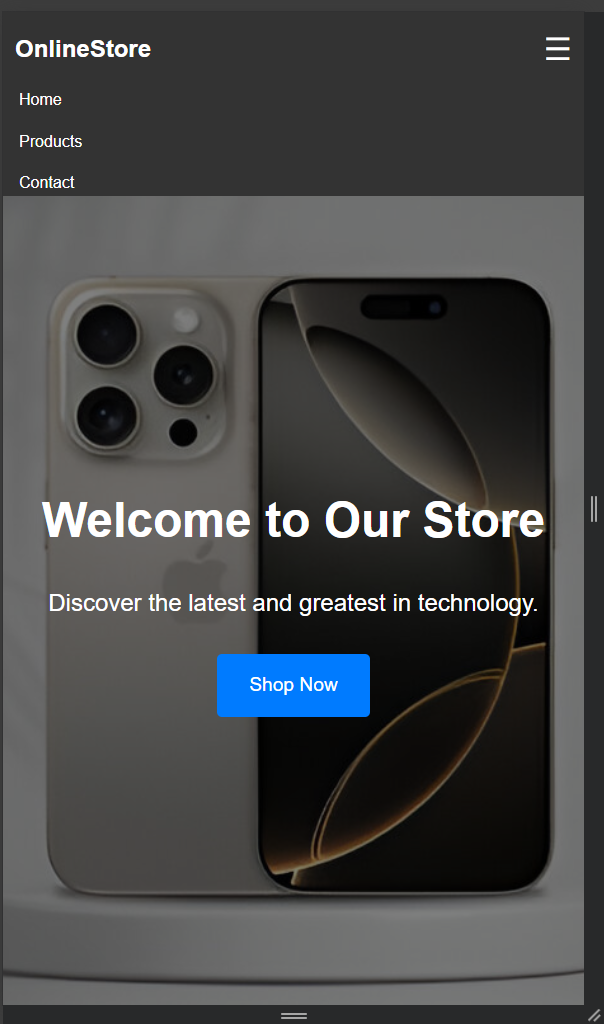 OnlineStore
Home
Products
Contact
Welcome to Our Store
Discover the latest and greatest in technology.
Shop Now